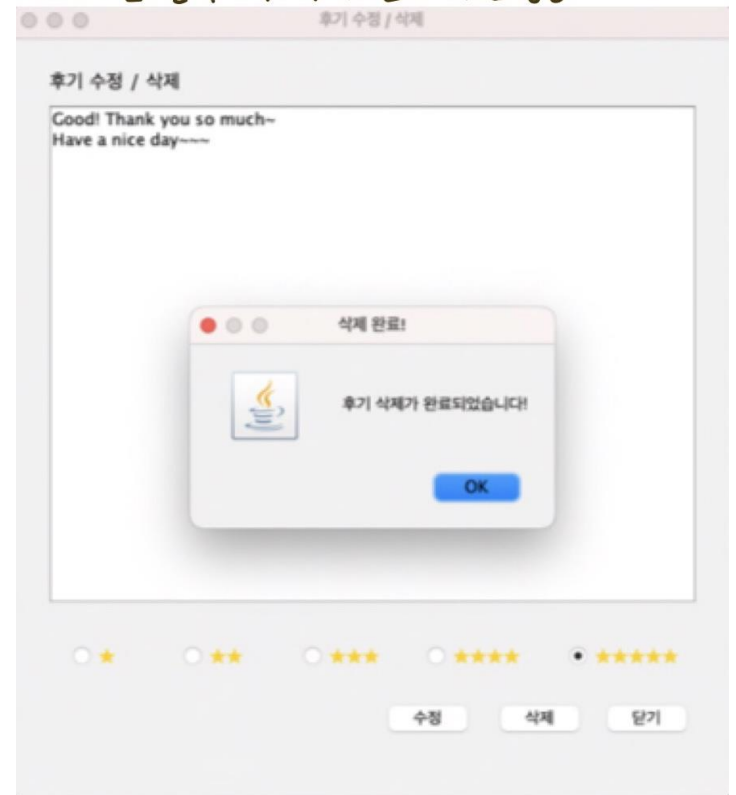 후기 수정 / 삭제
후기 수정 / 삭제
Good! Thank you so much~
Have a nice day~~~
삭제 완료!
후기 삭제가 완료되었습니다!
OK
★ ★★ ★★★ ★★★★ ★★★★★
수정 삭제 닫기